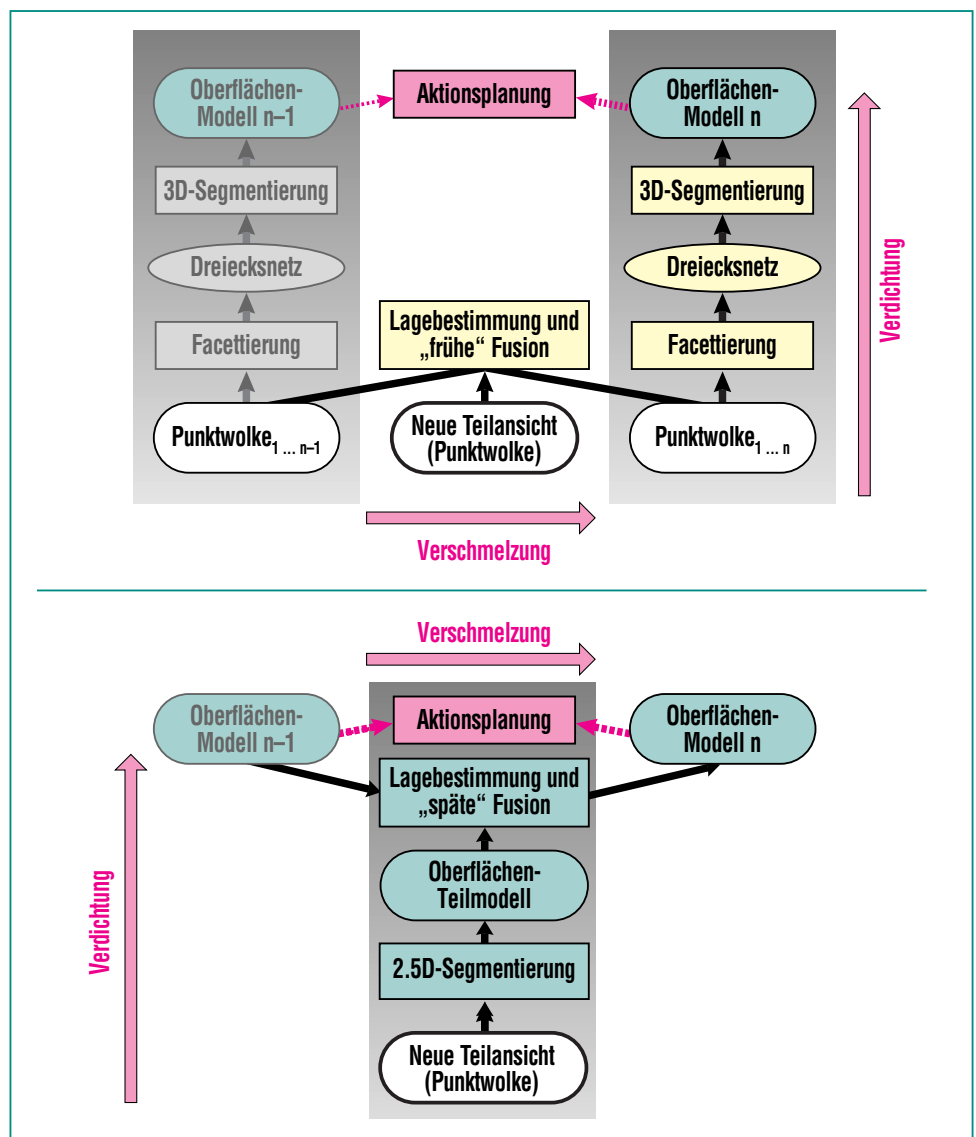 Oberflächen-
Modell n–1
Aktionsplanung
Oberflächen-
Modell n
3D-Segmentierung
3D-Segmentierung
Dreiecksnetz
Dreiecksnetz
Verdichtung
Lagebestimmung und
„frühe“ Fusion
Facettierung
Facettierung
Punktwolke1 ... n–1
Neue Teilansicht
(Punktwolke)
Punktwolke1 ... n
Verschmelzung
Verschmelzung
Oberflächen-
Modell n–1
Aktionsplanung
Oberflächen-
Modell n
Lagebestimmung und
„späte“ Fusion
Oberflächen-
Teilmodell
Verdichtung
2.5D-Segmentierung
Neue Teilansicht
(Punktwolke)